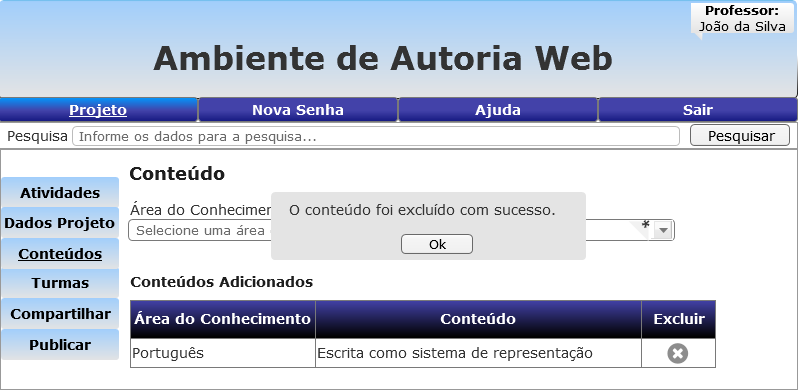 Professor:
João da Silva
Ambiente de Autoria Web
Projeto Nova Senha Ajuda Sair
Pesquisa Informe os dados para a pesquisa... Pesquisar
Conteúdo
Atividades
Dados Projeto
Conteúdos
Turmas
Compartilhar
Publicar
Área do Conhecimen
Selecione uma área
*
O conteúdo foi excluído com sucesso.
Ok
Conteúdos Adicionados
Área do Conhecimento Conteúdo Excluir
Português Escrita como sistema de representação